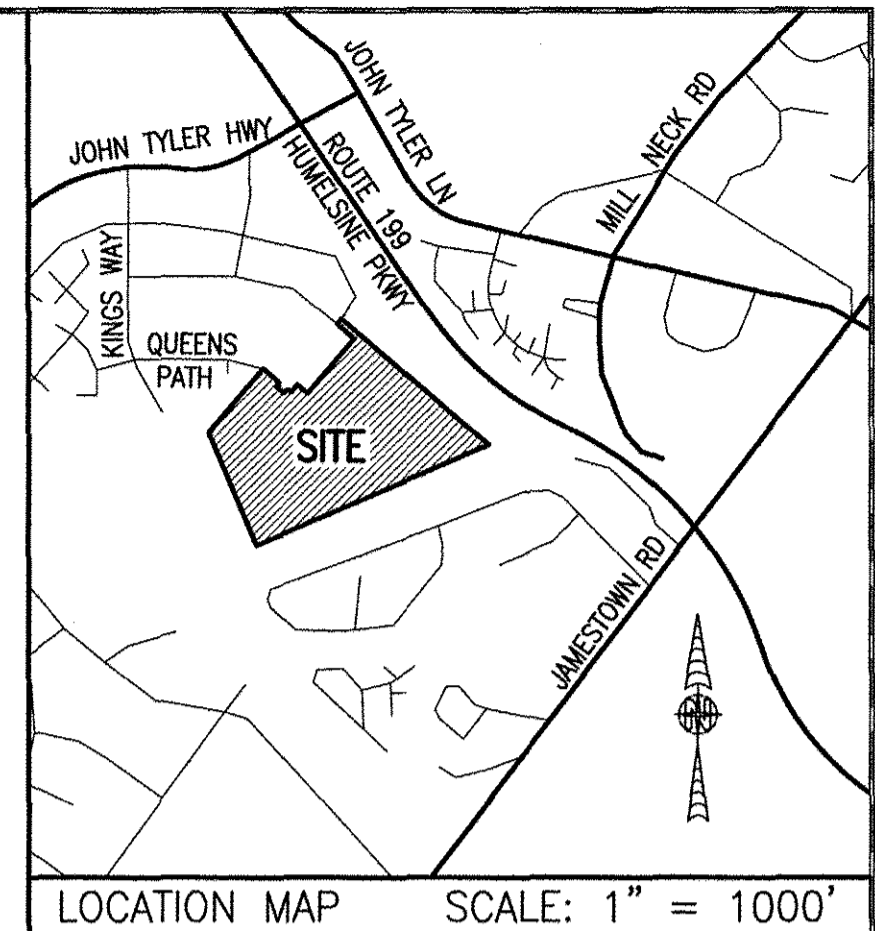 JOHN TYLER HWY
JOHN TYLER LN
ROUTE 199
HUMELSINE PKWY
MILL NECK RD
KINGS WAY
QUEENS
PATH
SITE
JAMESTOWN RD
LOCATION MAP SCALE: 1" = 1000'